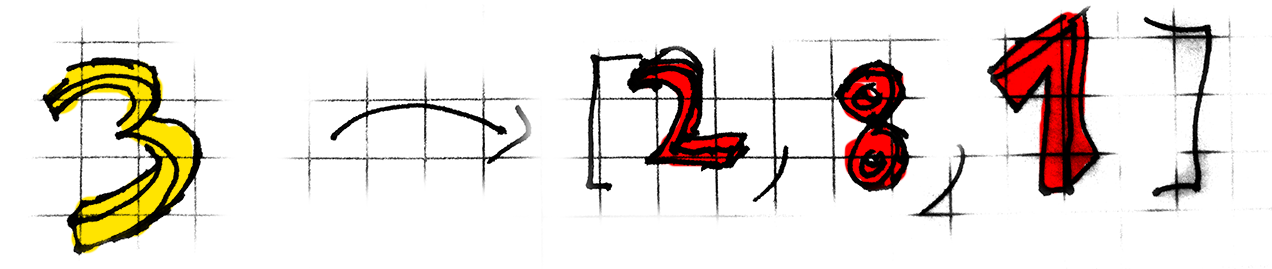 3 → [2, 8, 1]